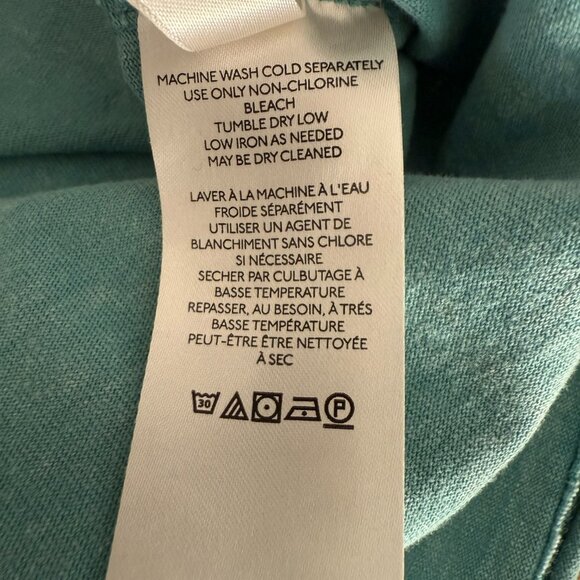 MACHINE WASH COLD SEPARATELY
USE ONLY NON-CHLORINE
BLEACH
TUMBLE DRY LOW
LOW IRON AS NEEDED
MAY BE DRY CLEANED
LAVER À LA MACHINE À L'EAU
FROIDE SÉPARÉMENT
UTILISER UN AGENT DE
BLANCHIMENT SANS CHLORE
SI NÉCESSAIRE
SECHER PAR CULBUTAGE À
BASSE TEMPERATURE
REPASSER, AU BESOIN, À TRÉS
BASSE TEMPÉRATURE
PEUT-ÊTRE ÊTRE NETTOYÉE
À SEC
30 P